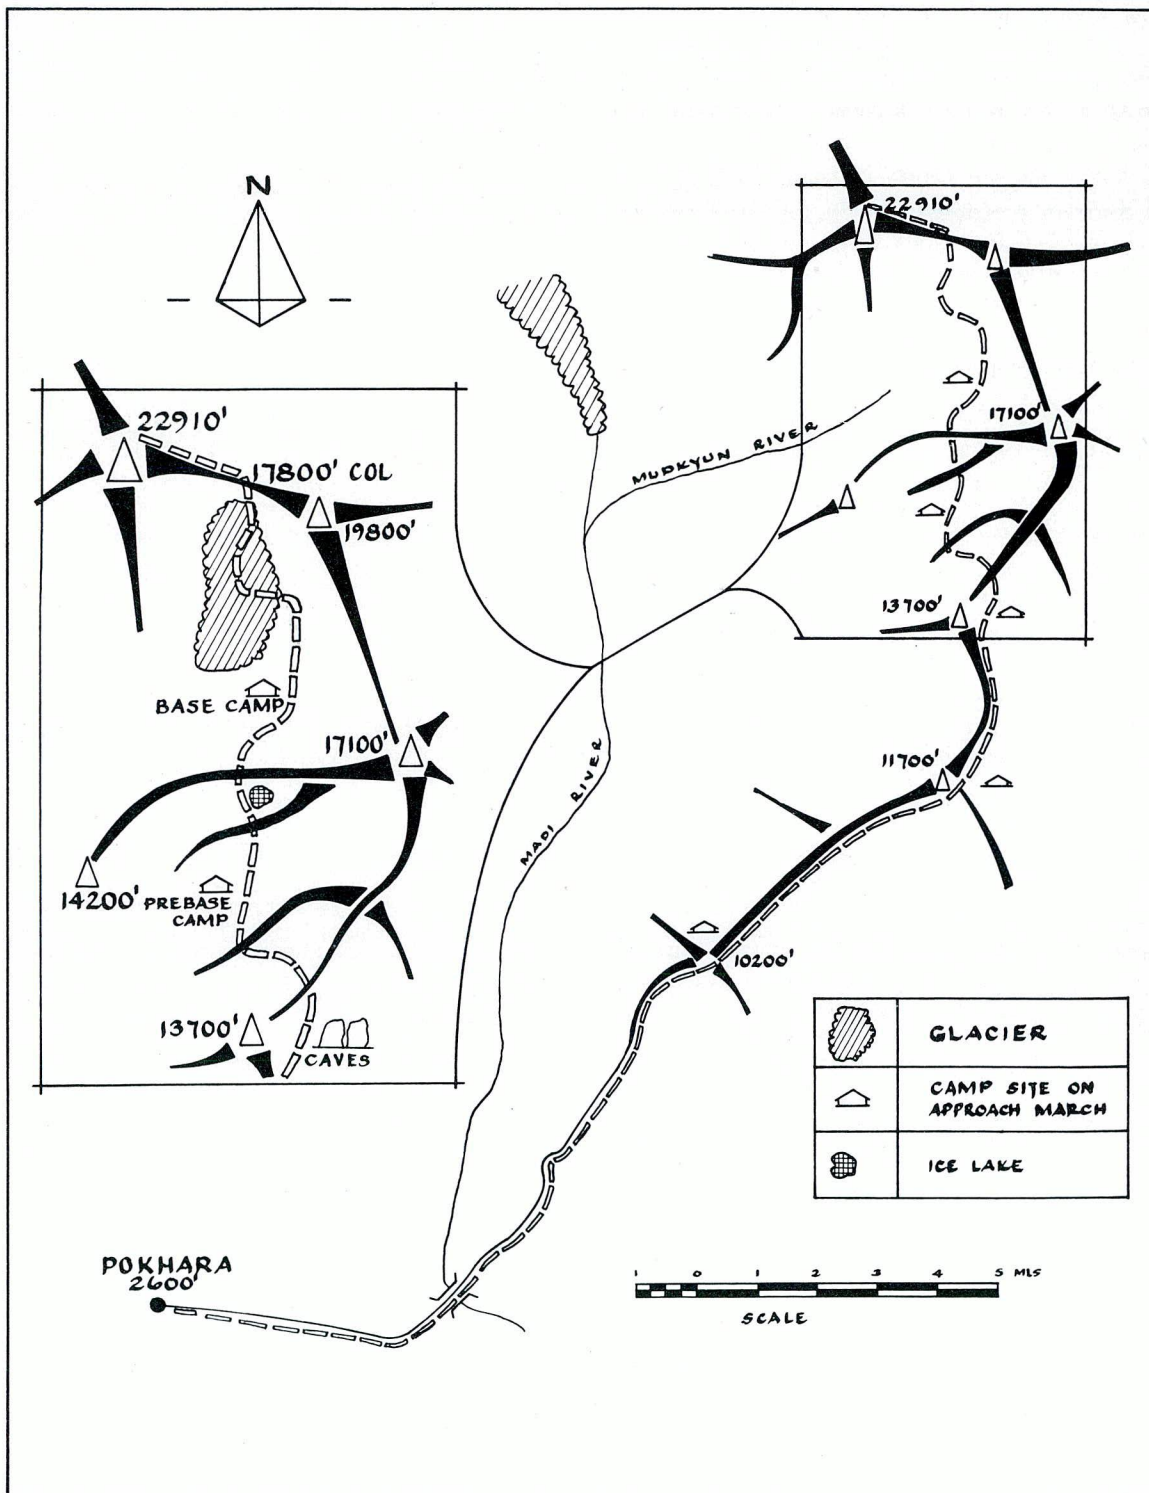 N
22910'
22910'
17800' COL
19800'
17100'
MUDKYUN RIVER
13700'
BASE CAMP
17100'
MADI RIVER
11700'
14200'
PREBASE
CAMP
10200'
13700'
CAVES
GLACIER
CAMP SITE ON
APPROACH MARCH
ICE LAKE
POKHARA
2600'
1 0 1 2 3 4 5 MLS
SCALE